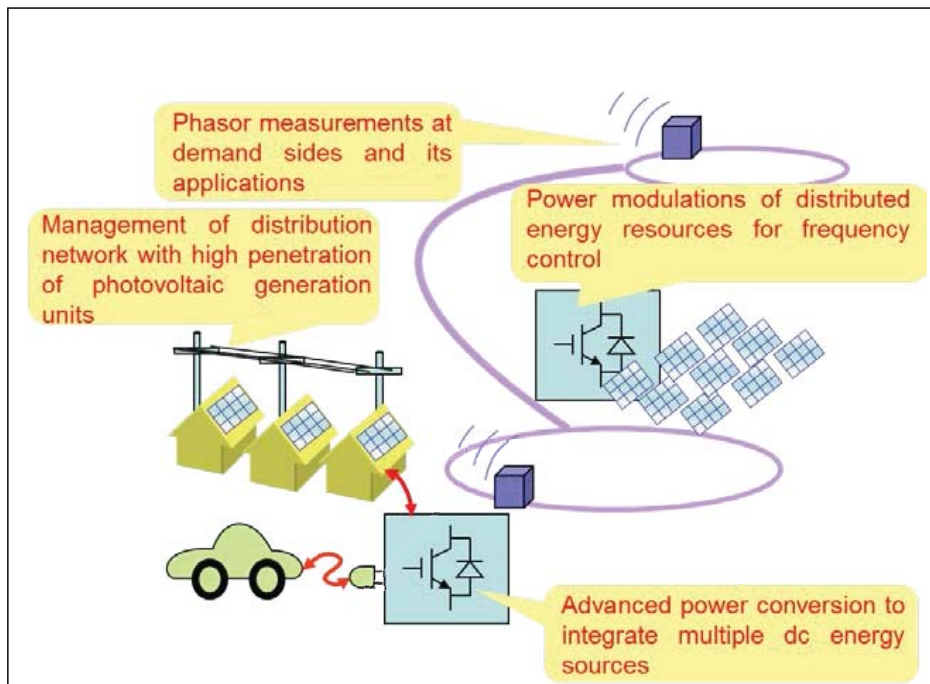 Phasor measurements at
demand sides and its
applications
Management of distribution
network with high penetration
of photovoltaic generation
units
Power modulations of distributed
energy resources for frequency
control
Advanced power conversion to
integrate multiple dc energy
sources